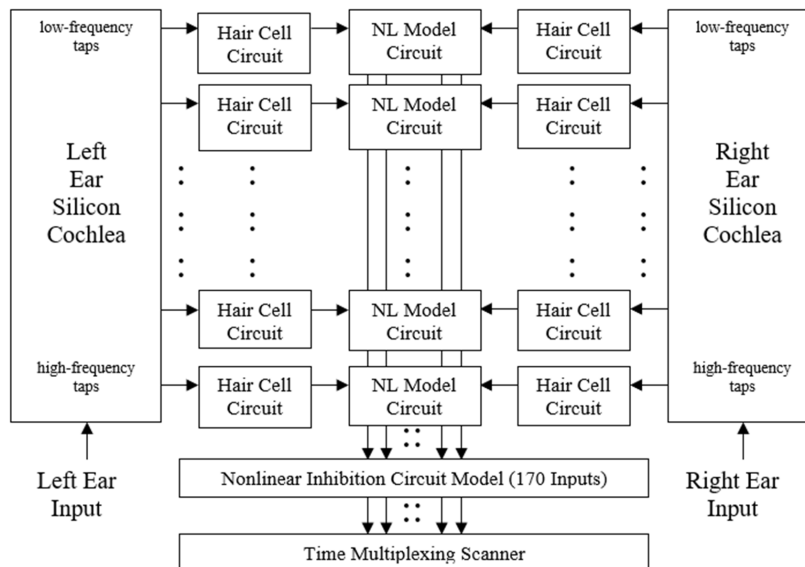 low-frequency
taps
Hair Cell
Circuit
NL Model
Circuit
Hair Cell
Circuit
low-frequency
taps
Hair Cell
Circuit
NL Model
Circuit
Hair Cell
Circuit
Left
Ear
Silicon
Cochlea
Right
Ear
Silicon
Cochlea
Hair Cell
Circuit
NL Model
Circuit
Hair Cell
Circuit
high-frequency
taps
Hair Cell
Circuit
NL Model
Circuit
Hair Cell
Circuit
high-frequency
taps
Left Ear
Input
Nonlinear Inhibition Circuit Model (170 Inputs)
Right Ear
Input
Time Multiplexing Scanner